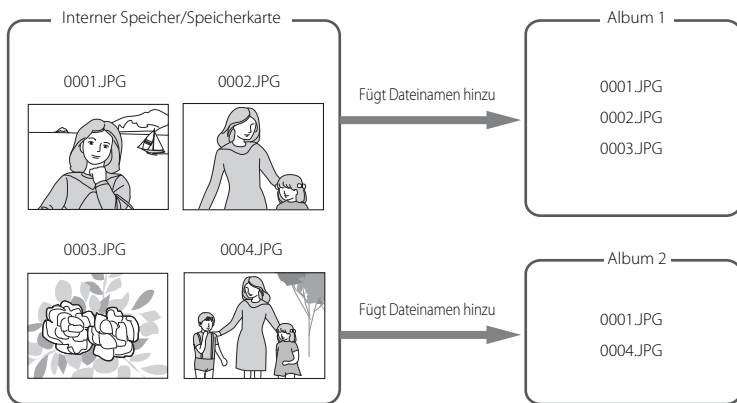 Interner Speicher/Speicherkarte
0001.JPG
0002.JPG
0003.JPG
0004.JPG
Fügt Dateinamen hinzu
Fügt Dateinamen hinzu
Album 1
0001.JPG
0002.JPG
0003.JPG
Album 2
0001.JPG
0004.JPG